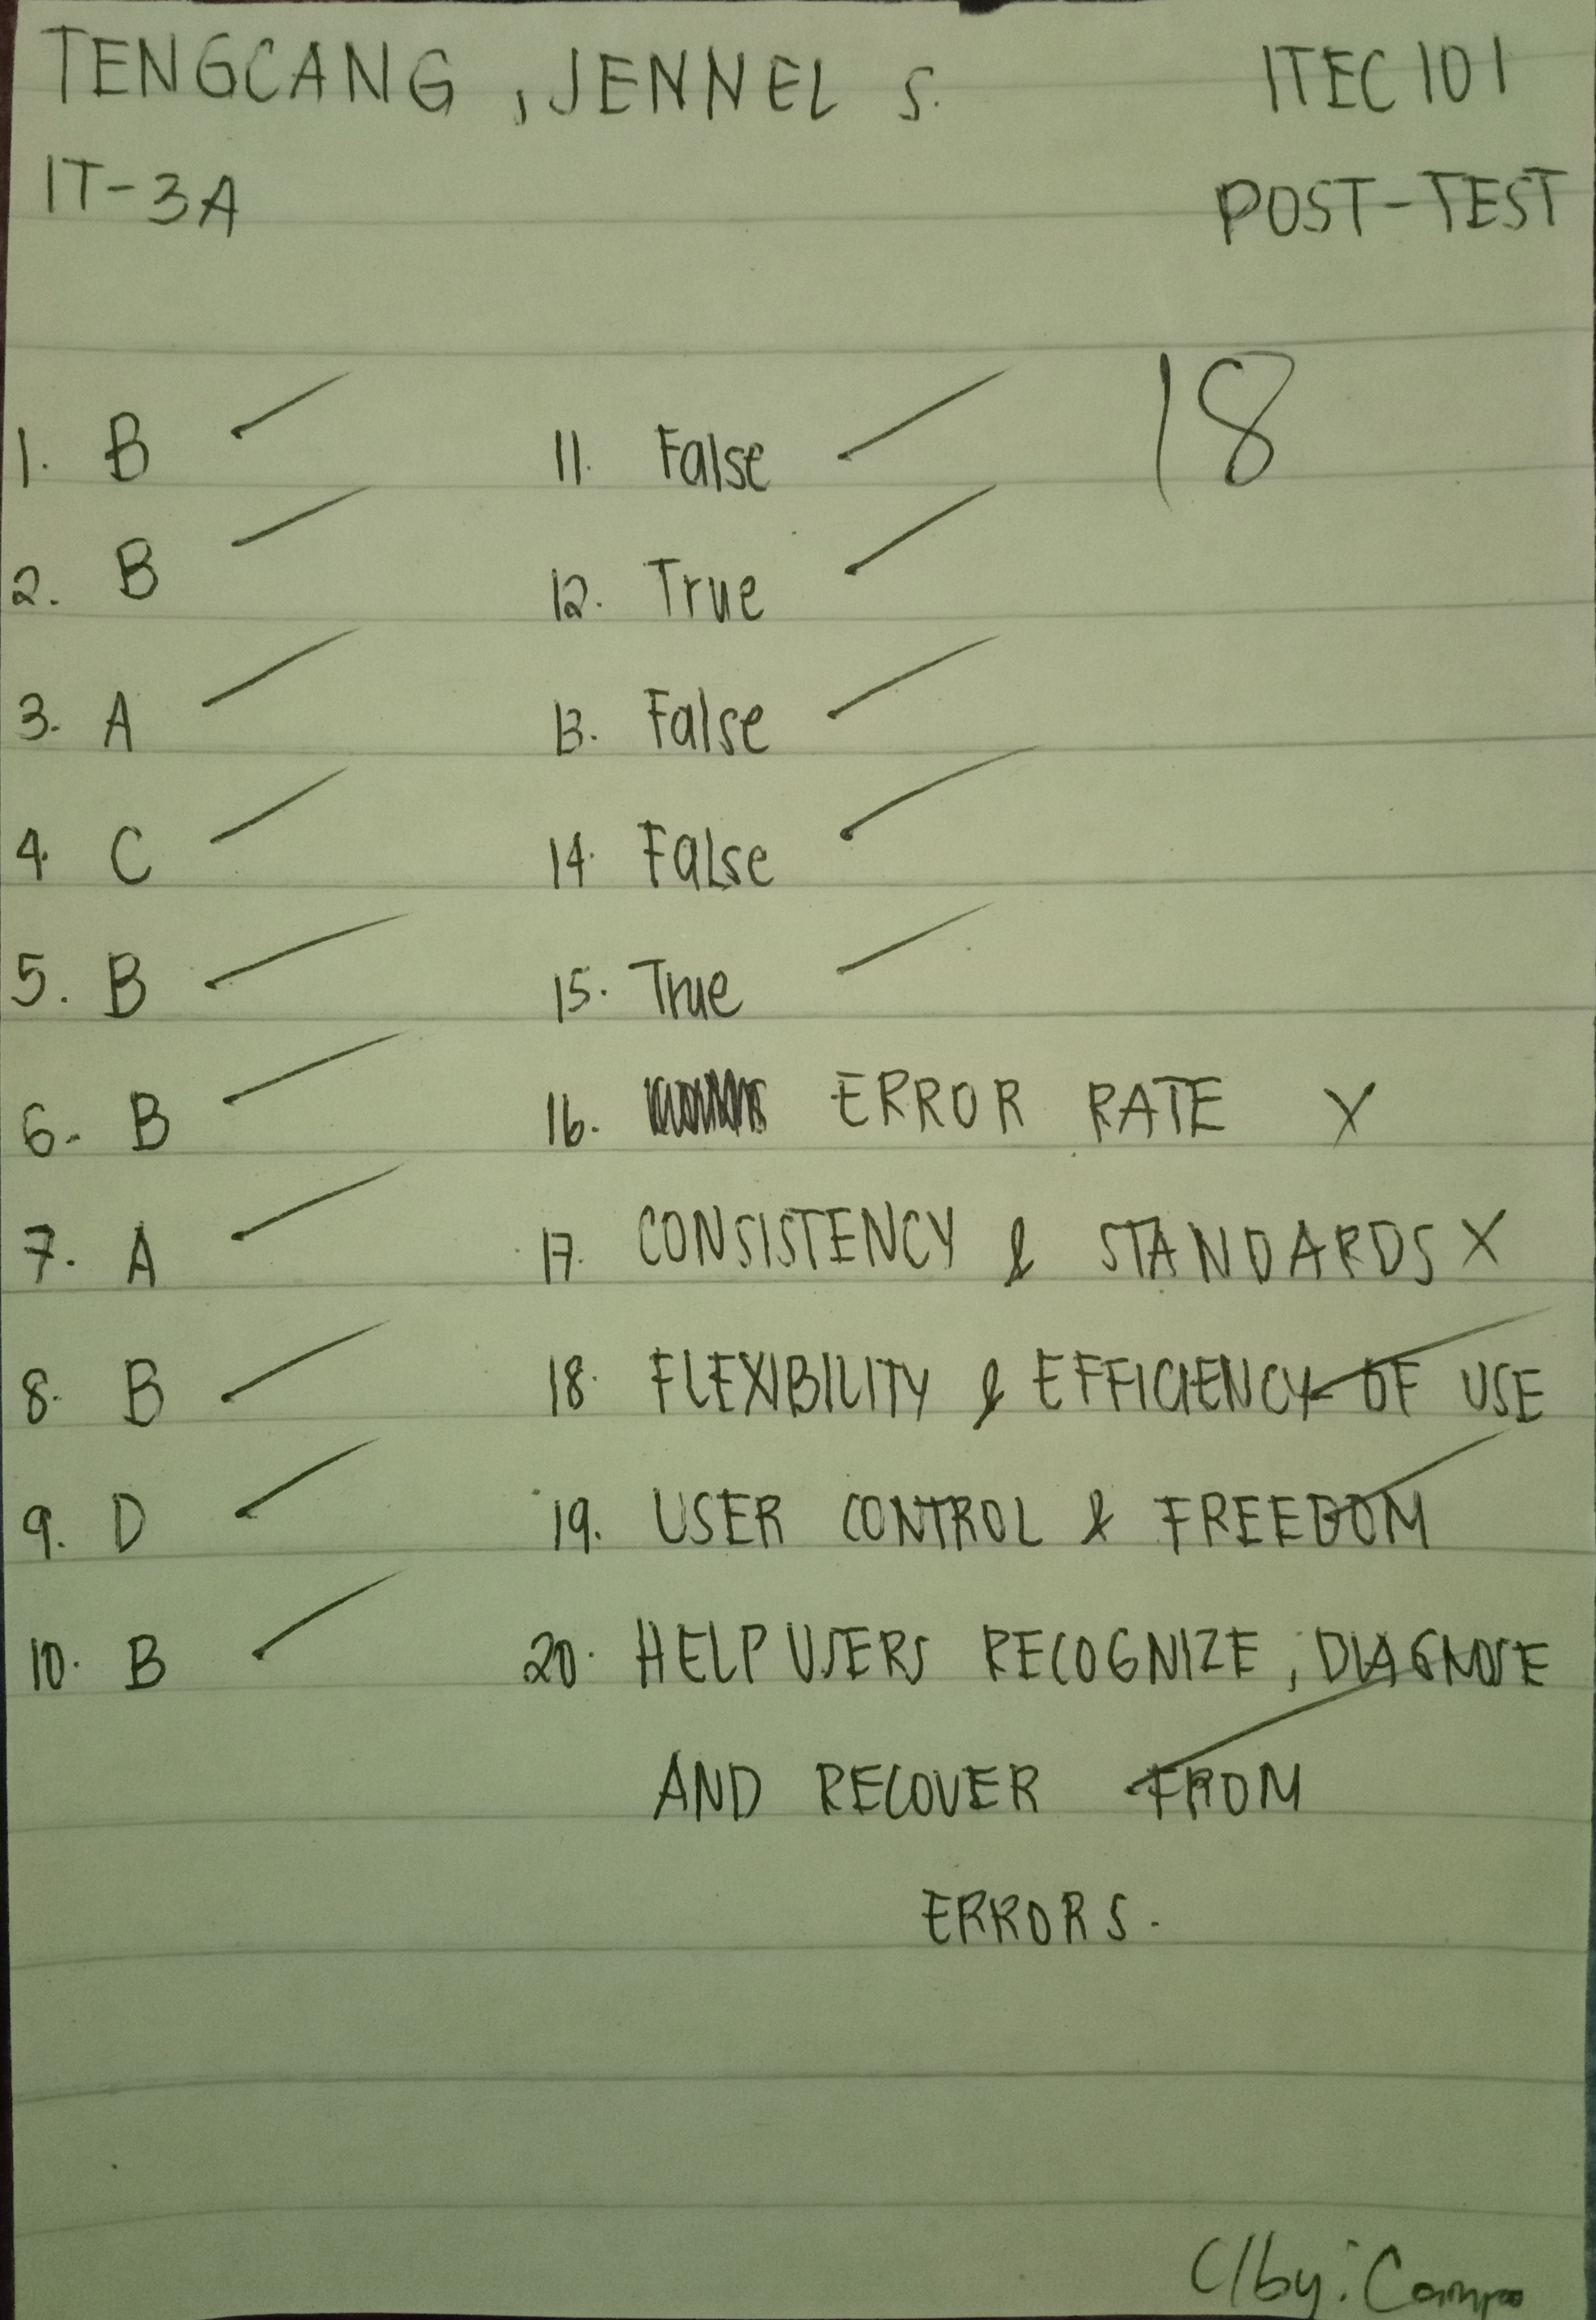 TENGCANG, JENNEL S. ITEC 101
IT-3A POST-TEST
18
1. B
2. B
3. A
4. C
5. B
6. B
7. A
8. B
9. D
10. B
11. False
12. True
13. False
14. False
15. True
16. ERROR RATE X
17. CONSISTENCY & STANDARDS X
18. FLEXIBILITY & EFFICIENCY OF USE
19. USER CONTROL & FREEDOM
20. HELP USERS RECOGNIZE, DIAGNOSE
AND RECOVER FROM
ERRORS.
C/by: